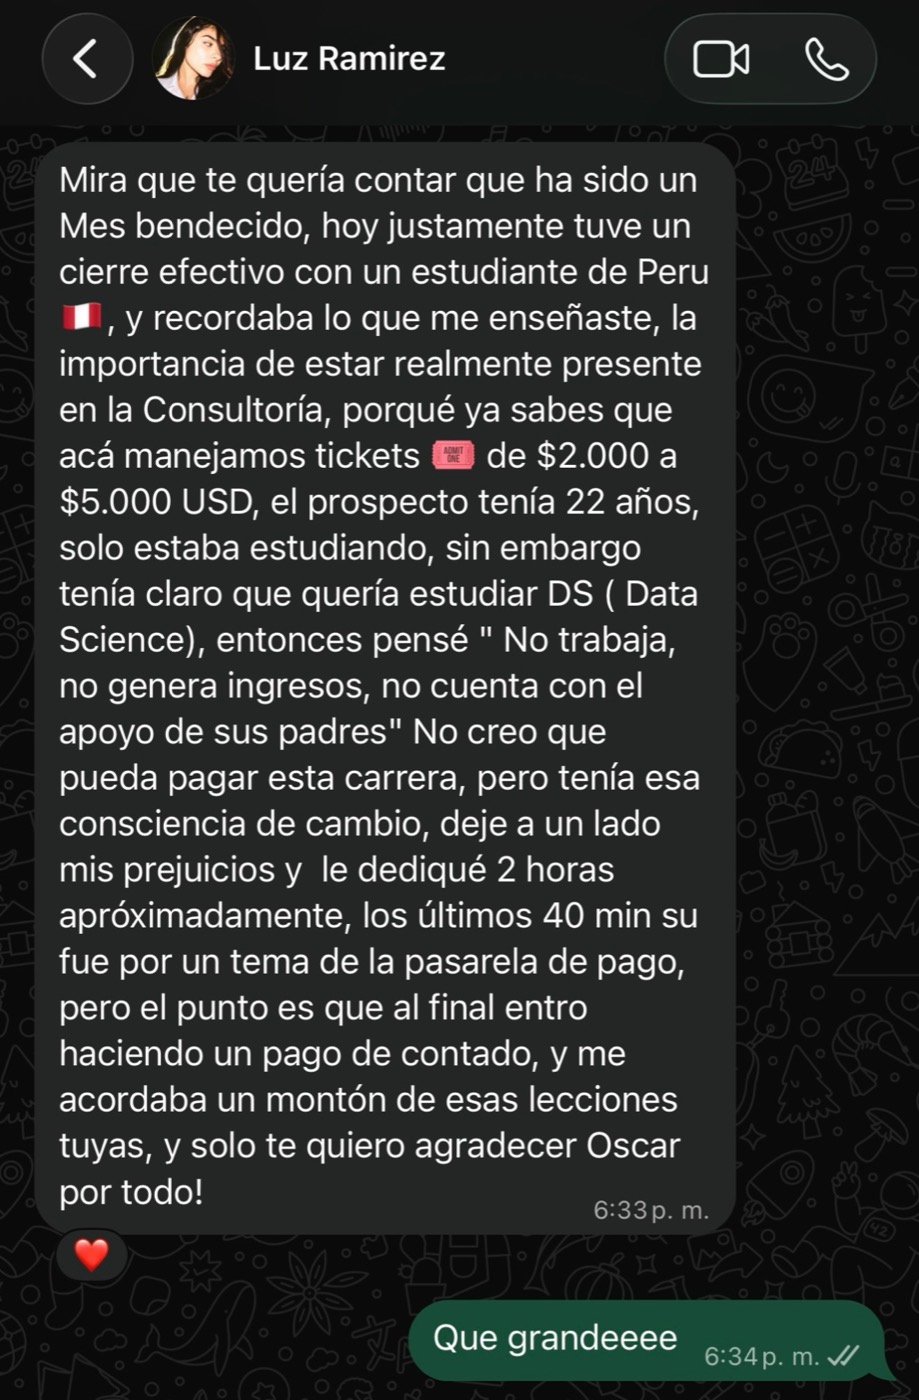 Luz Ramirez
Mira que te quería contar que ha sido un
Mes bendecido, hoy justamente tuve un
cierre efectivo con un estudiante de Peru
🇵🇪, y recordaba lo que me enseñaste, la
importancia de estar realmente presente
en la Consultoría, porqué ya sabes que
acá manejamos tickets 🎟️ de $2.000 a
$5.000 USD, el prospecto tenía 22 años,
solo estaba estudiando, sin embargo
tenía claro que quería estudiar DS ( Data
Science), entonces pensé " No trabaja,
no genera ingresos, no cuenta con el
apoyo de sus padres" No creo que
pueda pagar esta carrera, pero tenía esa
consciencia de cambio, deje a un lado
mis prejuicios y  le dediqué 2 horas
apróximadamente, los últimos 40 min su
fue por un tema de la pasarela de pago,
pero el punto es que al final entro
haciendo un pago de contado, y me
acordaba un montón de esas lecciones
tuyas, y solo te quiero agradecer Oscar
por todo!
6:33 p. m.
❤️
Que grandeeee
6:34 p. m.